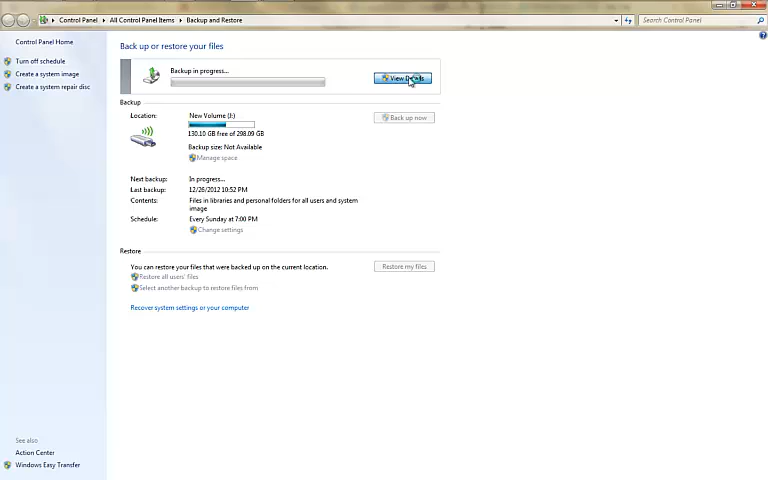 Control Panel ▸ All Control Panel Items ▸ Backup and Restore
Search Control Panel
Control Panel Home
Turn off schedule
Create a system image
Create a system repair disc
Back up or restore your files
Backup in progress...
View Details
Backup
Location:
New Volume (J:)
130.10 GB free of 298.09 GB
Backup size: Not Available
Manage space
Back up now
Next backup: In progress...
Last backup: 12/26/2012 10:52 PM
Contents: Files in libraries and personal folders for all users and system
image
Schedule: Every Sunday at 7:00 PM
Change settings
Restore
You can restore your files that were backed up on the current location.
Restore my files
Restore all users' files
Select another backup to restore files from
Recover system settings or your computer
See also
Action Center
Windows Easy Transfer